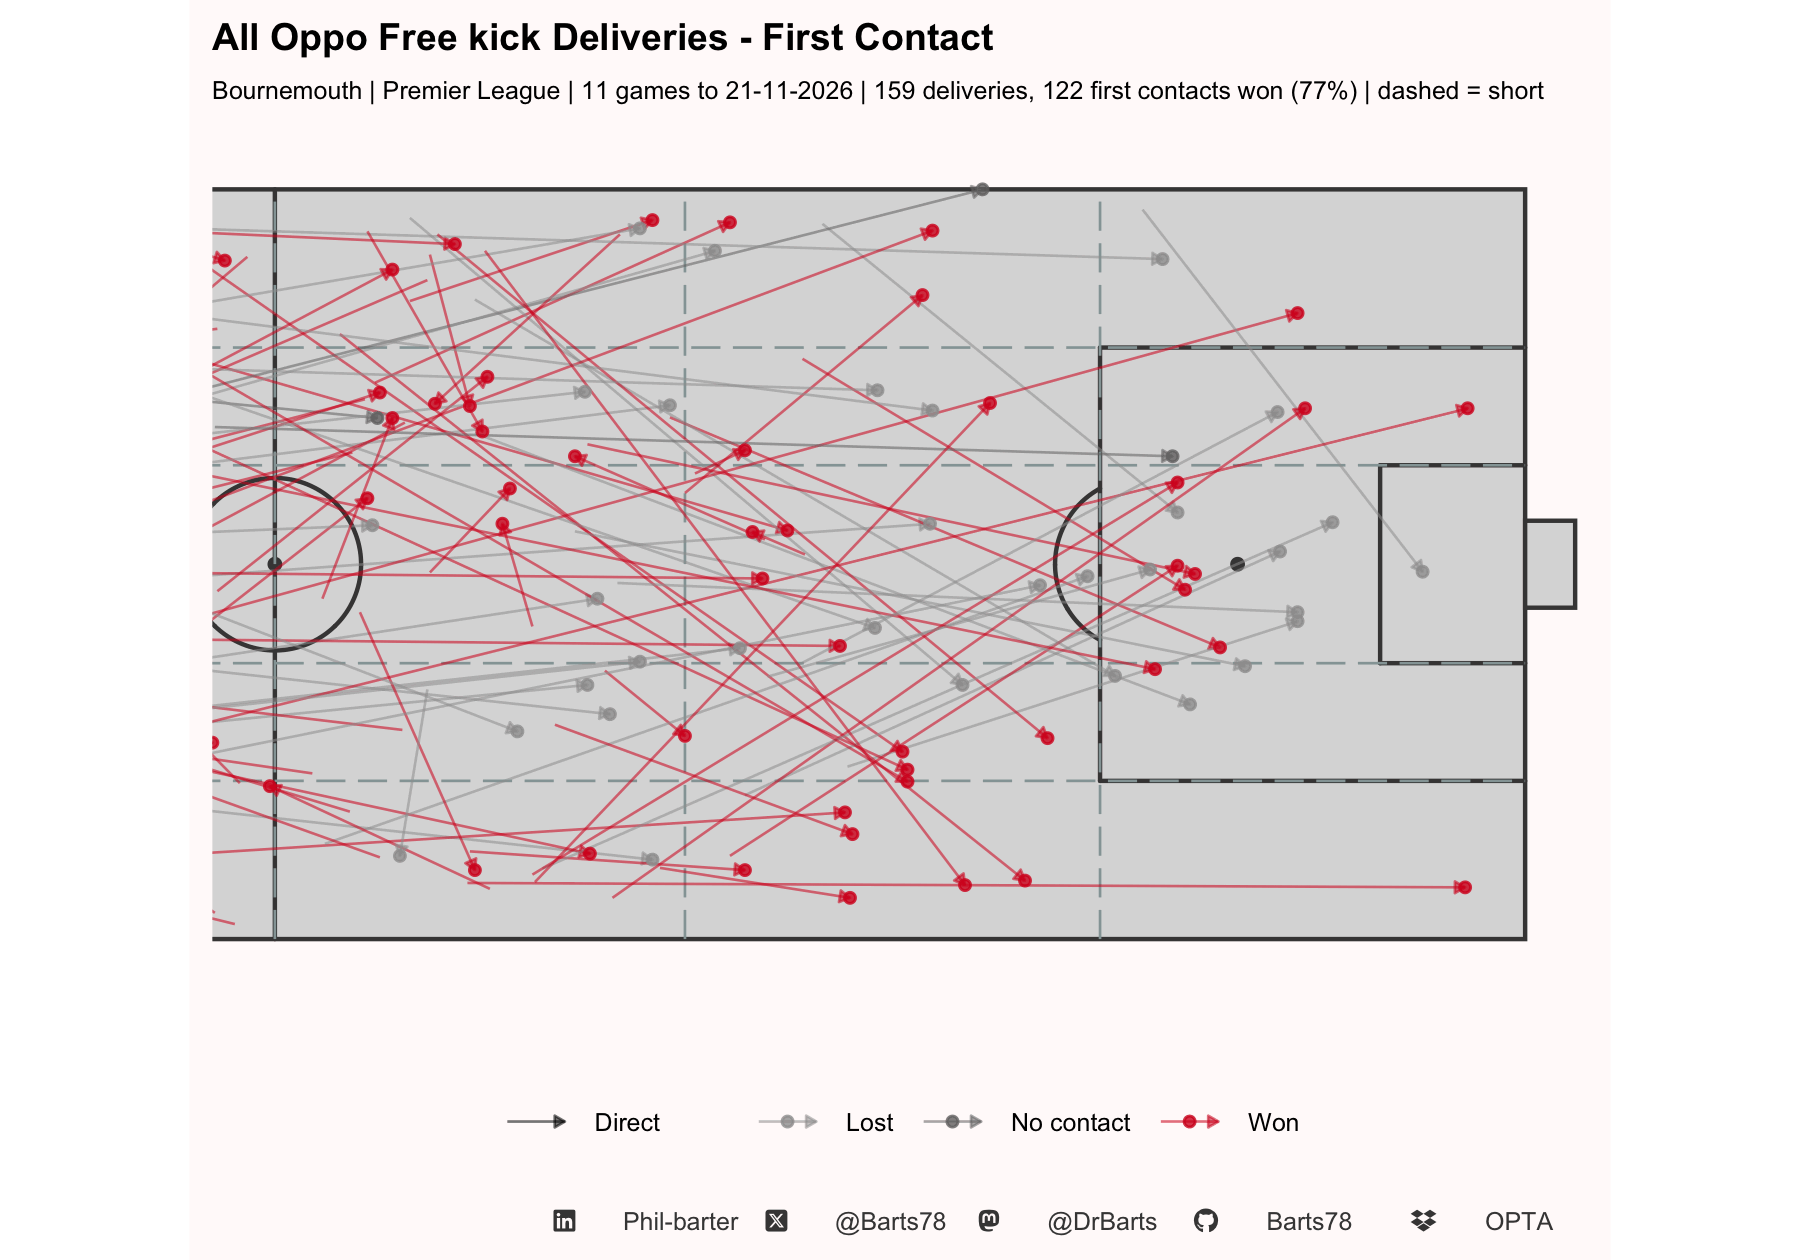 All Oppo Free kick Deliveries - First Contact
Bournemouth | Premier League | 11 games to 21-11-2026 | 159 deliveries, 122 first contacts won (77%) | dashed = short
Direct Lost No contact Won
Phil-barter @Barts78 @DrBarts Barts78 OPTA